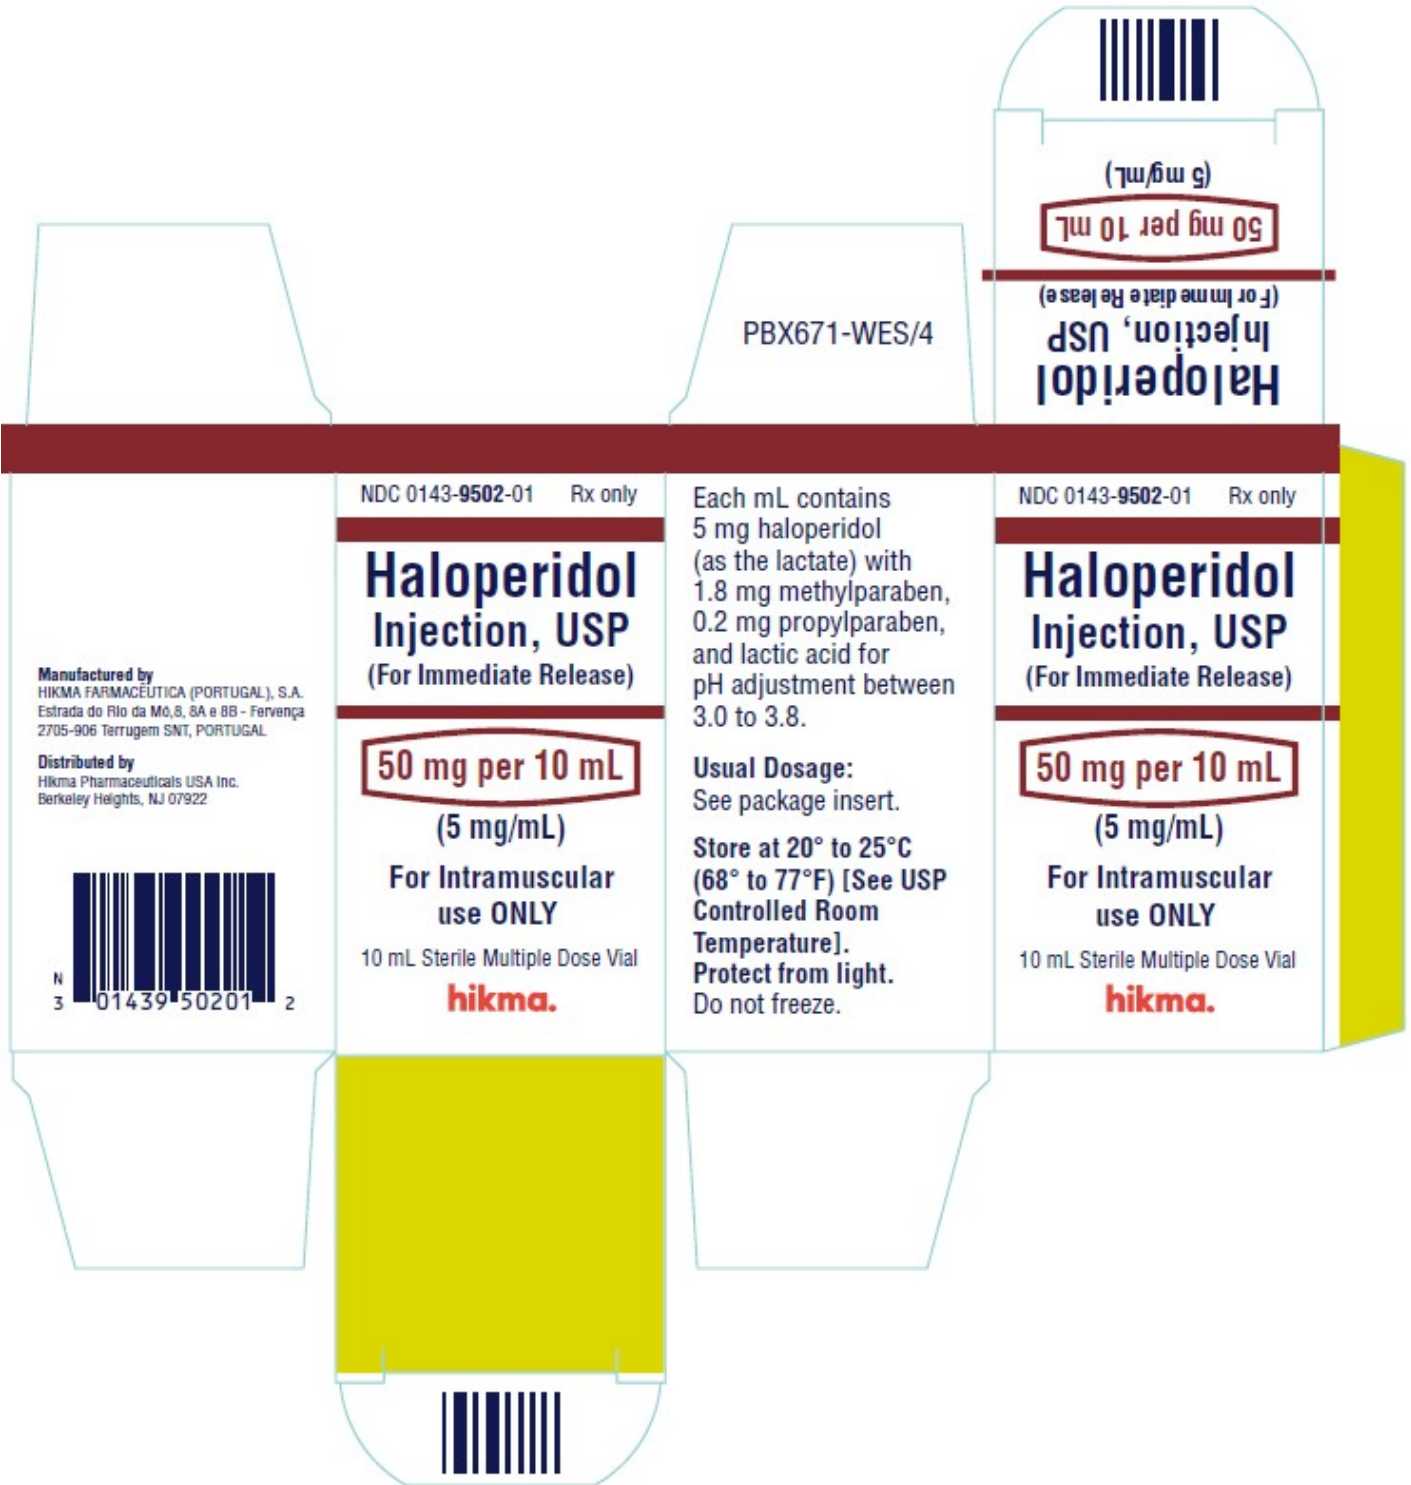 (5 mg/mL)
50 mg per 10 mL
(For Immediate Release)
Injection, USP
Haloperidol
PBX671-WES/4
Manufactured by
HIKMA FARMACÊUTICA (PORTUGAL), S.A.
Estrada do Rio da Mó,8, 8A e 8B - Fervença
2705-906 Terrugem SNT, PORTUGAL
Distributed by
Hikma Pharmaceuticals USA Inc.
Berkeley Heights, NJ 07922
N
3 01439 50201 2
NDC 0143-9502-01 Rx only
Haloperidol
Injection, USP
(For Immediate Release)
50 mg per 10 mL
(5 mg/mL)
For Intramuscular
use ONLY
10 mL Sterile Multiple Dose Vial
hikma.
Each mL contains
5 mg haloperidol
(as the lactate) with
1.8 mg methylparaben,
0.2 mg propylparaben,
and lactic acid for
pH adjustment between
3.0 to 3.8.
Usual Dosage:
See package insert.
Store at 20° to 25°C
(68° to 77°F) [See USP
Controlled Room
Temperature].
Protect from light.
Do not freeze.
NDC 0143-9502-01 Rx only
Haloperidol
Injection, USP
(For Immediate Release)
50 mg per 10 mL
(5 mg/mL)
For Intramuscular
use ONLY
10 mL Sterile Multiple Dose Vial
hikma.